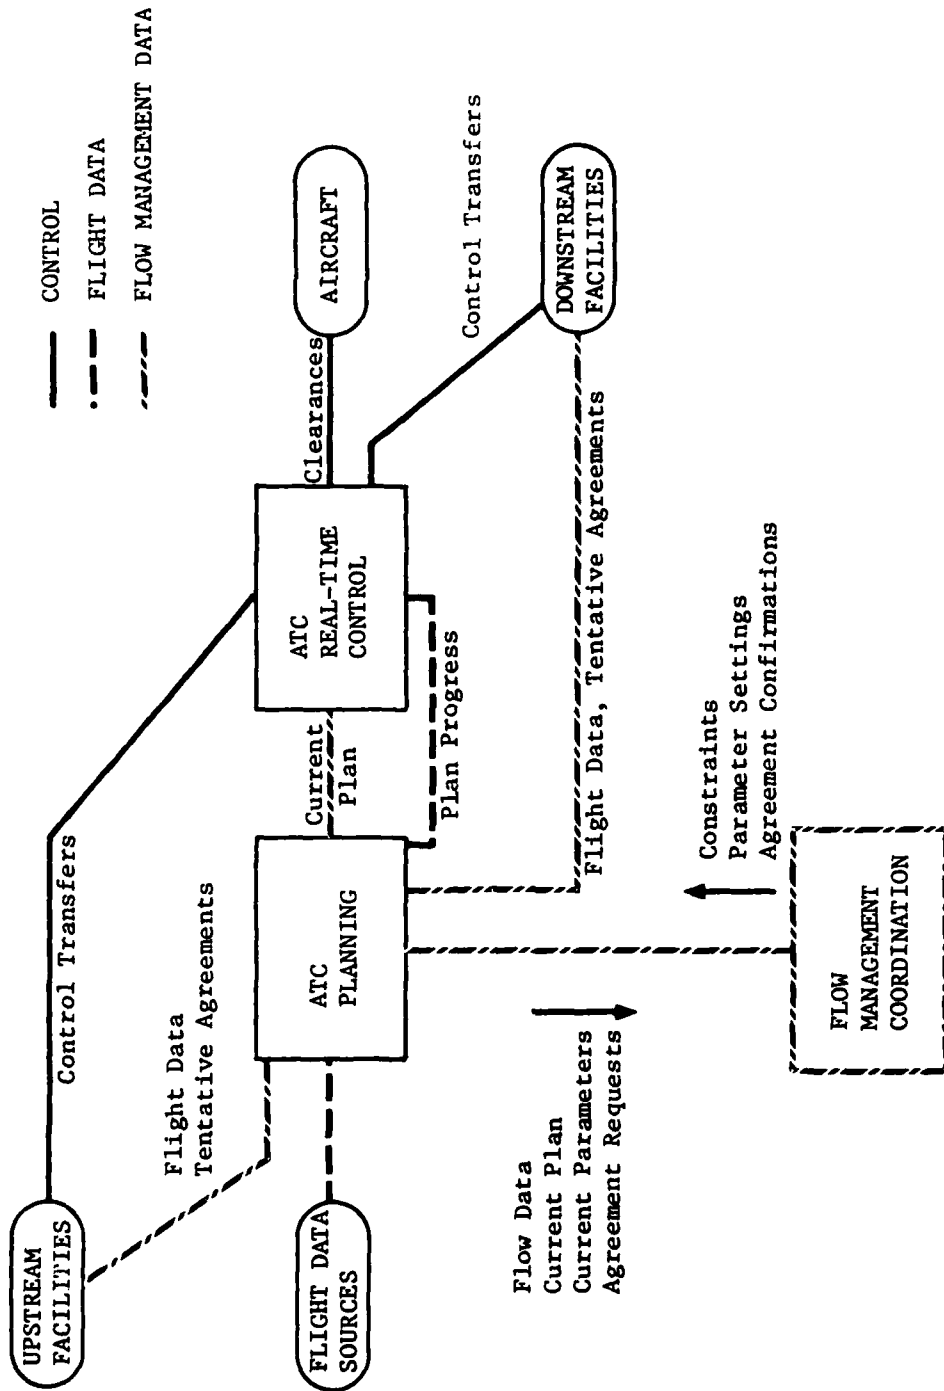 CONTROL
FLIGHT DATA
FLOW MANAGEMENT DATA
UPSTREAM
FACILITIES
Control Transfers
Flight Data
Tentative Agreements
FLIGHT DATA
SOURCES
ATC
PLANNING
Current
Plan
Plan Progress
ATC
REAL-TIME
CONTROL
Clearances
AIRCRAFT
Control Transfers
DOWNSTREAM
FACILITIES
Flight Data, Tentative Agreements
Flow Data
Current Plan
Current Parameters
Agreement Requests
Constraints
Parameter Settings
Agreement Confirmations
FLOW
MANAGEMENT
COORDINATION